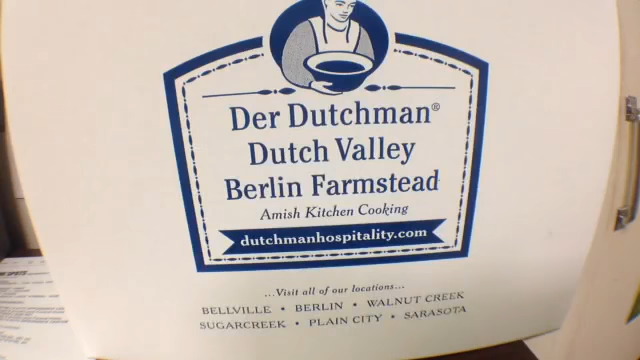 Der Dutchman®
Dutch Valley
Berlin Farmstead
Amish Kitchen Cooking
dutchmanhospitality.com
...Visit all of our locations...
BELLVILLE • BERLIN • WALNUT CREEK
SUGARCREEK • PLAIN CITY • SARASOTA